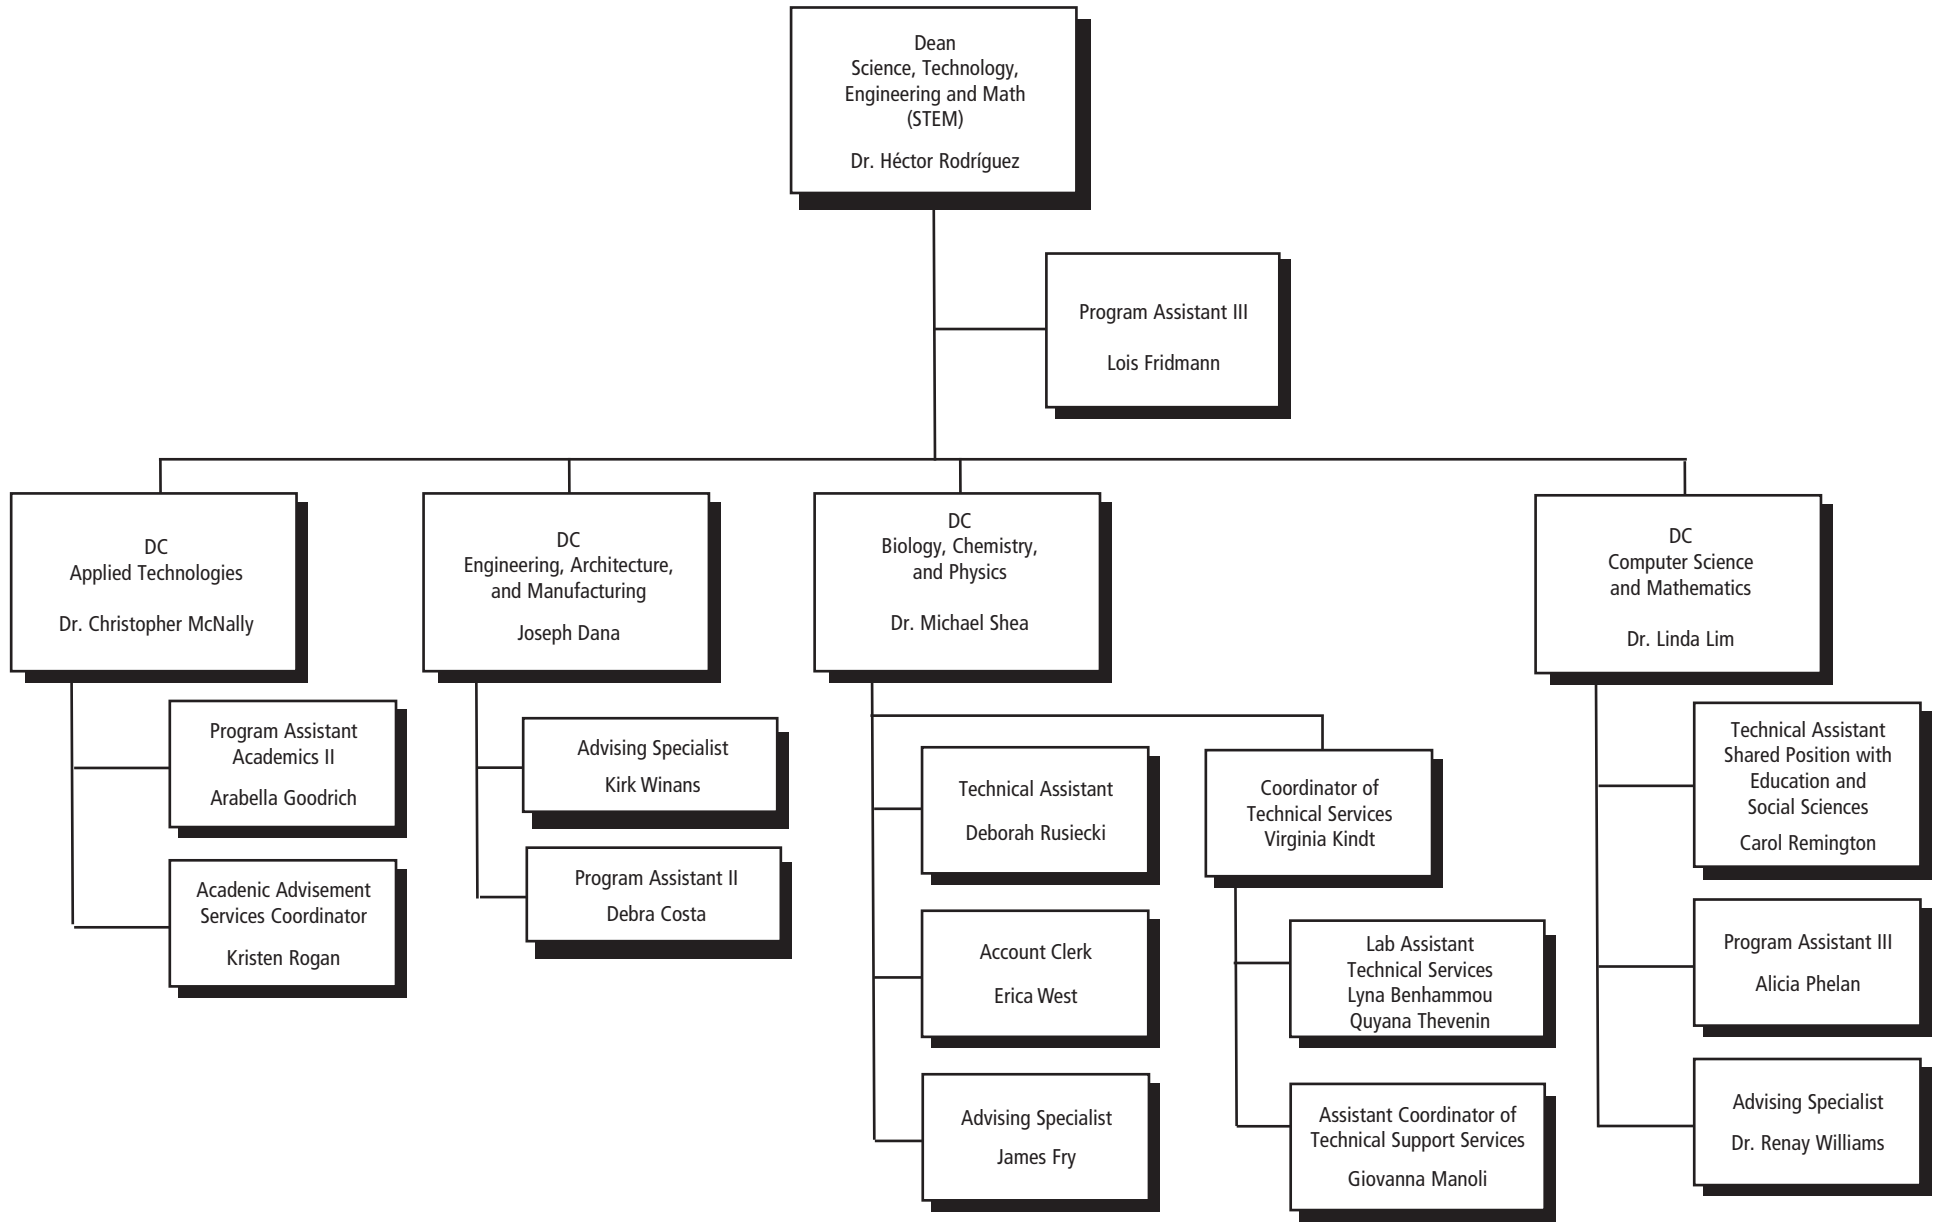 Dean
Science, Technology,
Engineering and Math
(STEM)
Dr. Héctor Rodríguez
Program Assistant III
Lois Fridmann
DC
Applied Technologies
Dr. Christopher McNally
DC
Engineering, Architecture,
and Manufacturing
Joseph Dana
DC
Biology, Chemistry,
and Physics
Dr. Michael Shea
DC
Computer Science
and Mathematics
Dr. Linda Lim
Program Assistant
Academics II
Arabella Goodrich
Acadenic Advisement
Services Coordinator
Kristen Rogan
Advising Specialist
Kirk Winans
Program Assistant II
Debra Costa
Technical Assistant
Deborah Rusiecki
Account Clerk
Erica West
Advising Specialist
James Fry
Coordinator of
Technical Services
Virginia Kindt
Lab Assistant
Technical Services
Lyna Benhammou
Quyana Thevenin
Assistant Coordinator of
Technical Support Services
Giovanna Manoli
Technical Assistant
Shared Position with
Education and
Social Sciences
Carol Remington
Program Assistant III
Alicia Phelan
Advising Specialist
Dr. Renay Williams